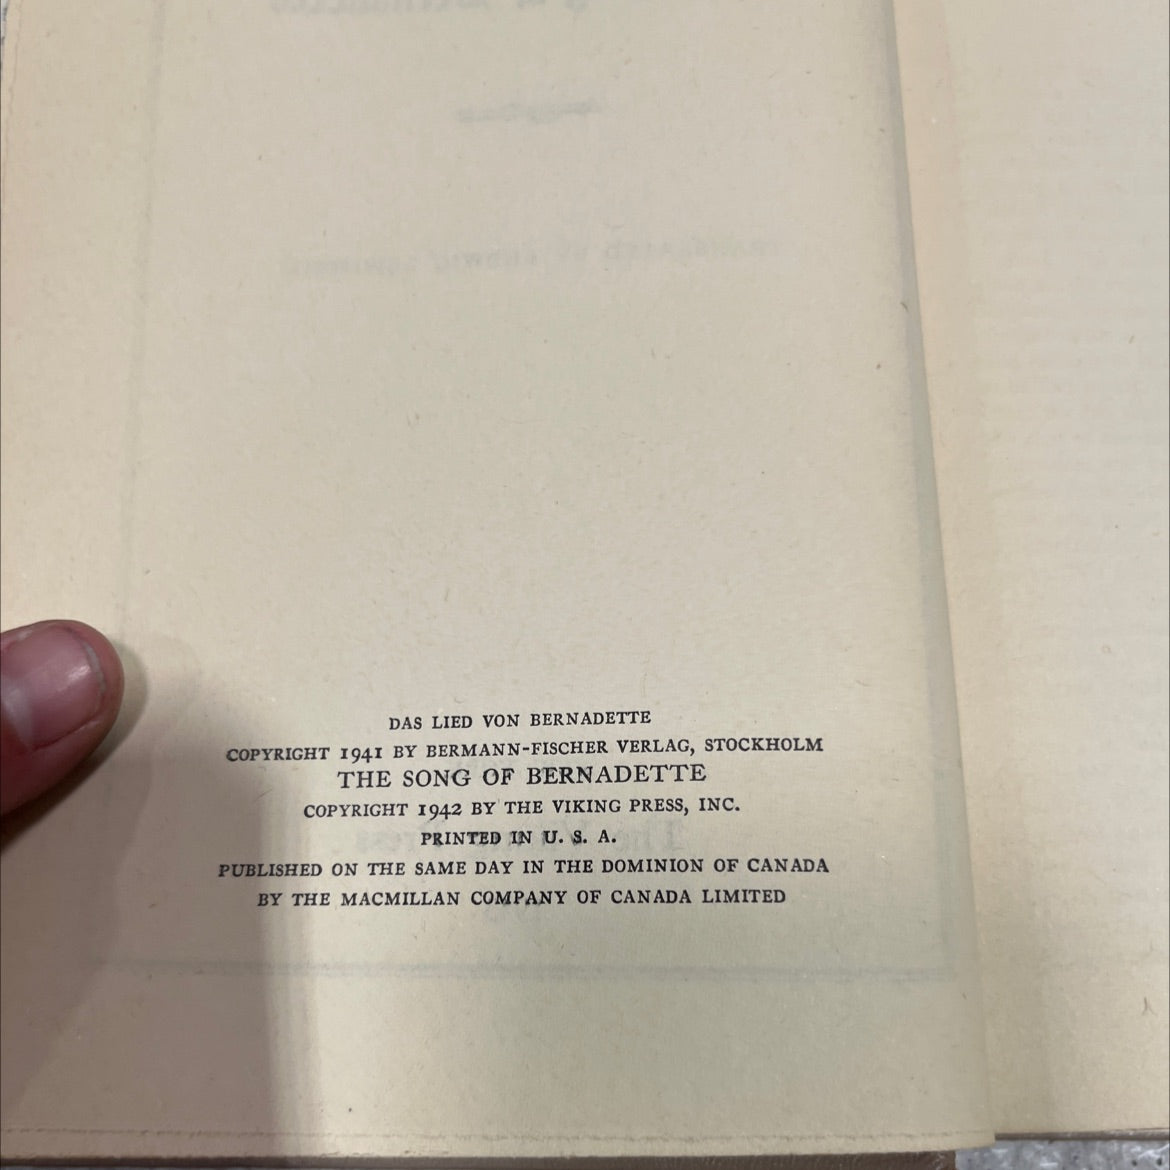 DAS LIED VON BERNADETTE
COPYRIGHT 1941 BY BERMANN-FISCHER VERLAG, STOCKHOLM
THE SONG OF BERNADETTE
COPYRIGHT 1942 BY THE VIKING PRESS, INC.
PRINTED IN U. S. A.
PUBLISHED ON THE SAME DAY IN THE DOMINION OF CANADA
BY THE MACMILLAN COMPANY OF CANADA LIMITED